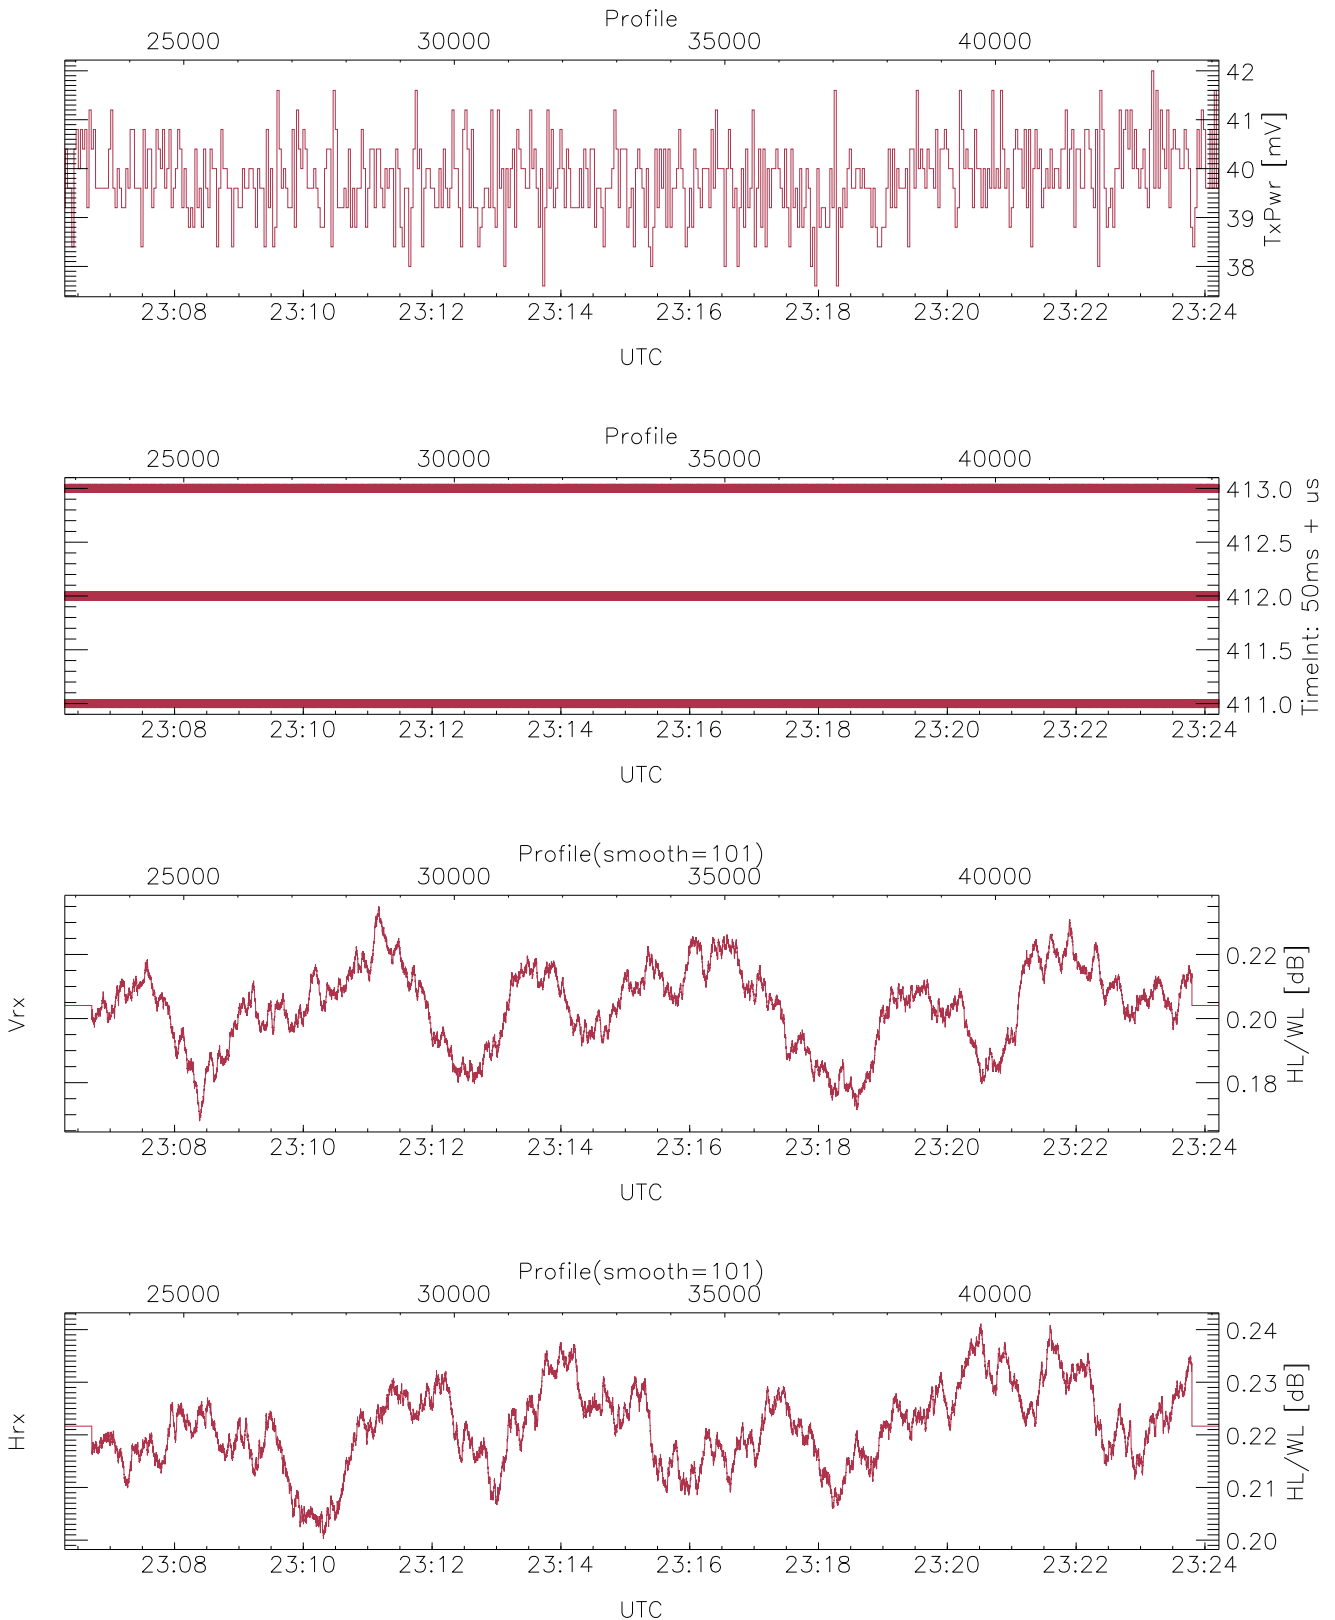 Profile
25000 30000 35000 40000
42
41
40
39
38
TxPwr [mV]
23:08 23:10 23:12 23:14 23:16 23:18 23:20 23:22 23:24
UTC
Profile
25000 30000 35000 40000
413.0
412.5
412.0
411.5
411.0
TimeInt: 50ms + us
23:08 23:10 23:12 23:14 23:16 23:18 23:20 23:22 23:24
UTC
Profile(smooth=101)
25000 30000 35000 40000
Vrx
0.22
0.20
0.18
HL/WL [dB]
23:08 23:10 23:12 23:14 23:16 23:18 23:20 23:22 23:24
UTC
Profile(smooth=101)
25000 30000 35000 40000
Hrx
0.24
0.23
0.22
0.21
0.20
HL/WL [dB]
23:08 23:10 23:12 23:14 23:16 23:18 23:20 23:22 23:24
UTC